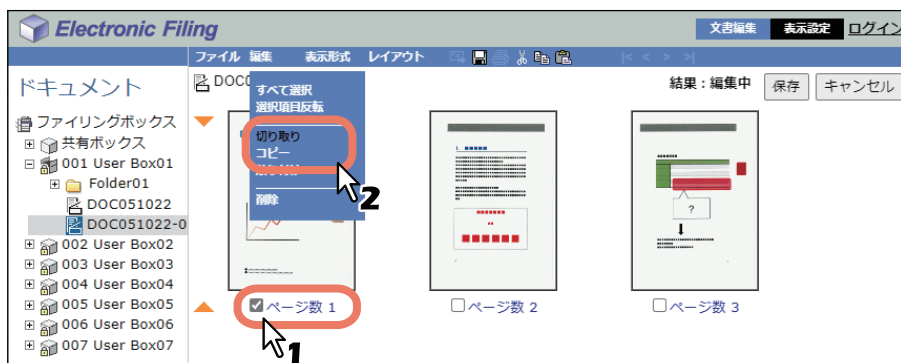 Electronic Filing
文書編集 表示設定 ログイン
ファイル 編集 表示形式 レイアウト |< < > >|
ドキュメント
ファイリングボックス
共有ボックス
001 User Box01
Folder01
DOC051022
DOC051022-0
002 User Box02
003 User Box03
004 User Box04
005 User Box05
006 User Box06
007 User Box07
結果：編集中 保存 キャンセル
すべて選択
選択項目反転
切り取り
コピー
削除
2
?
ページ数 1 ページ数 2 ページ数 3
1